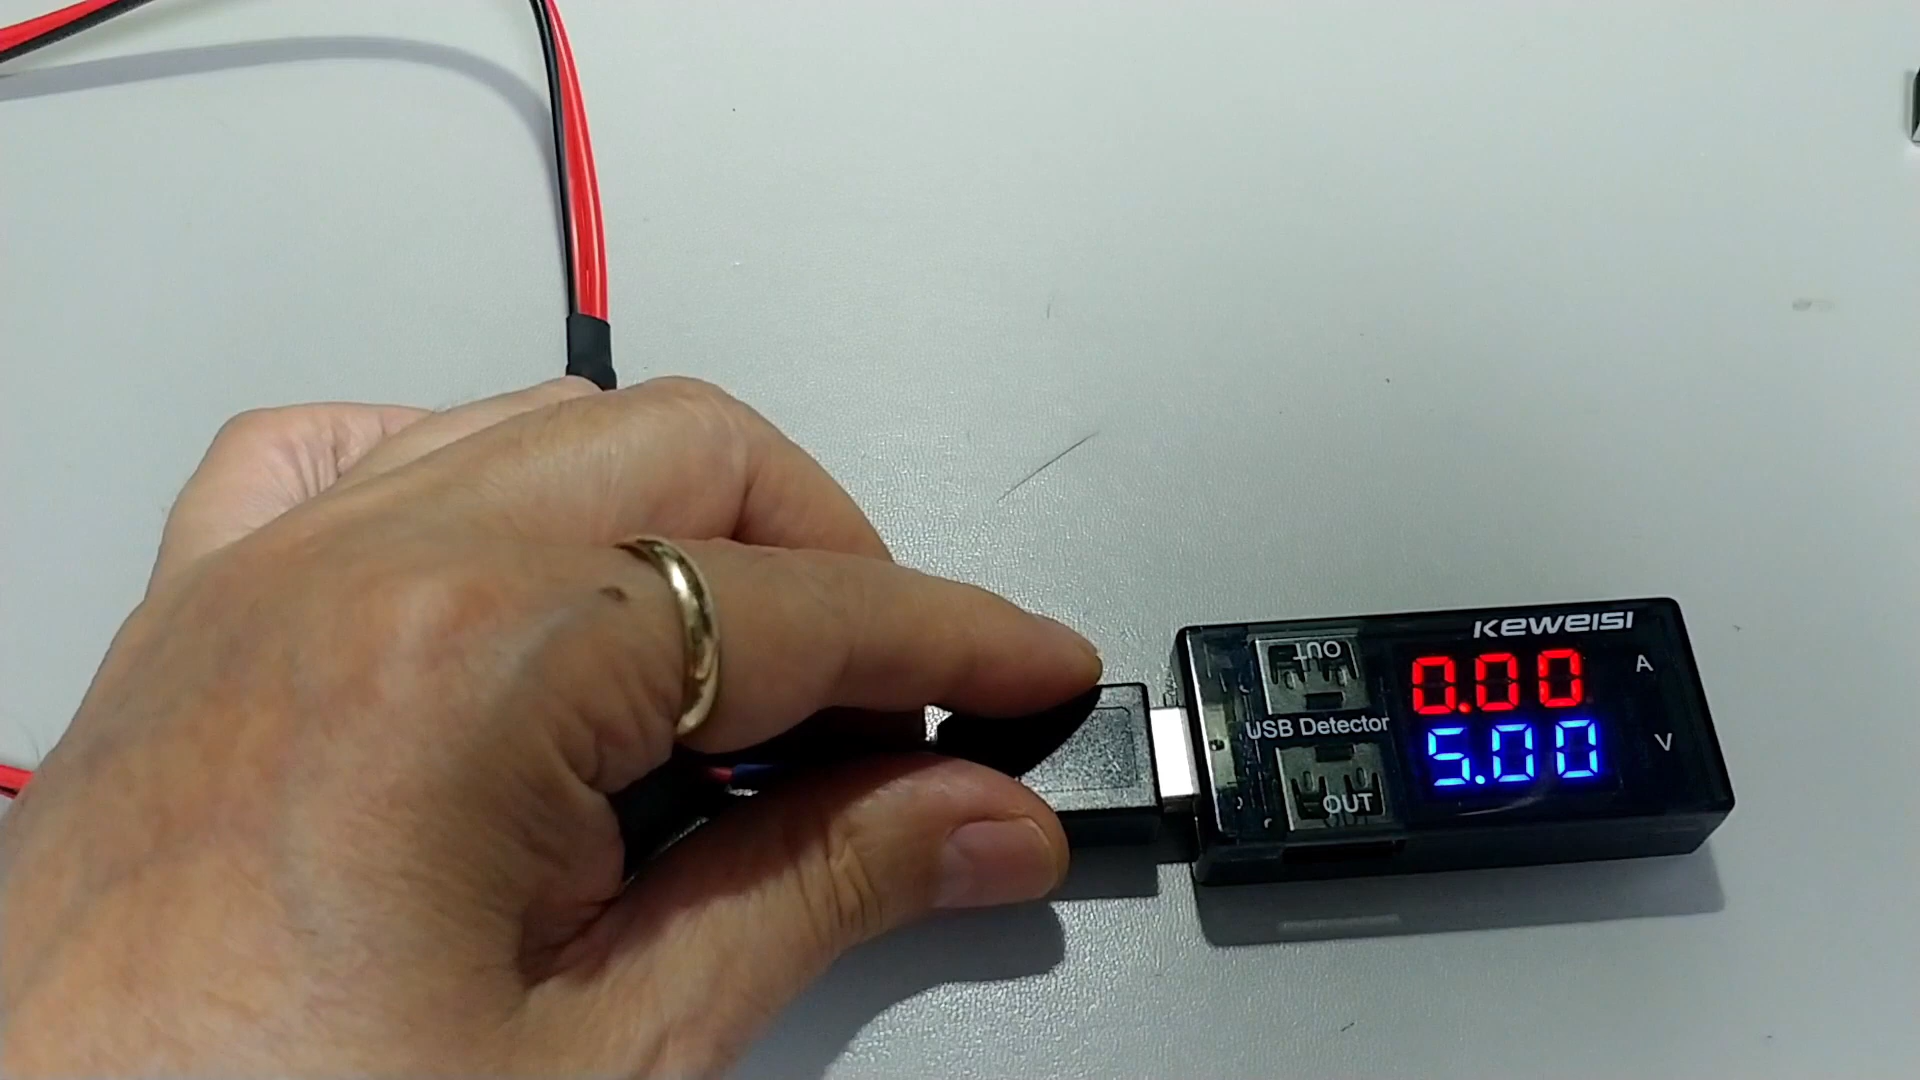 KEWEISI
OUT
0.00 A
USB Detector
5.00 V
OUT